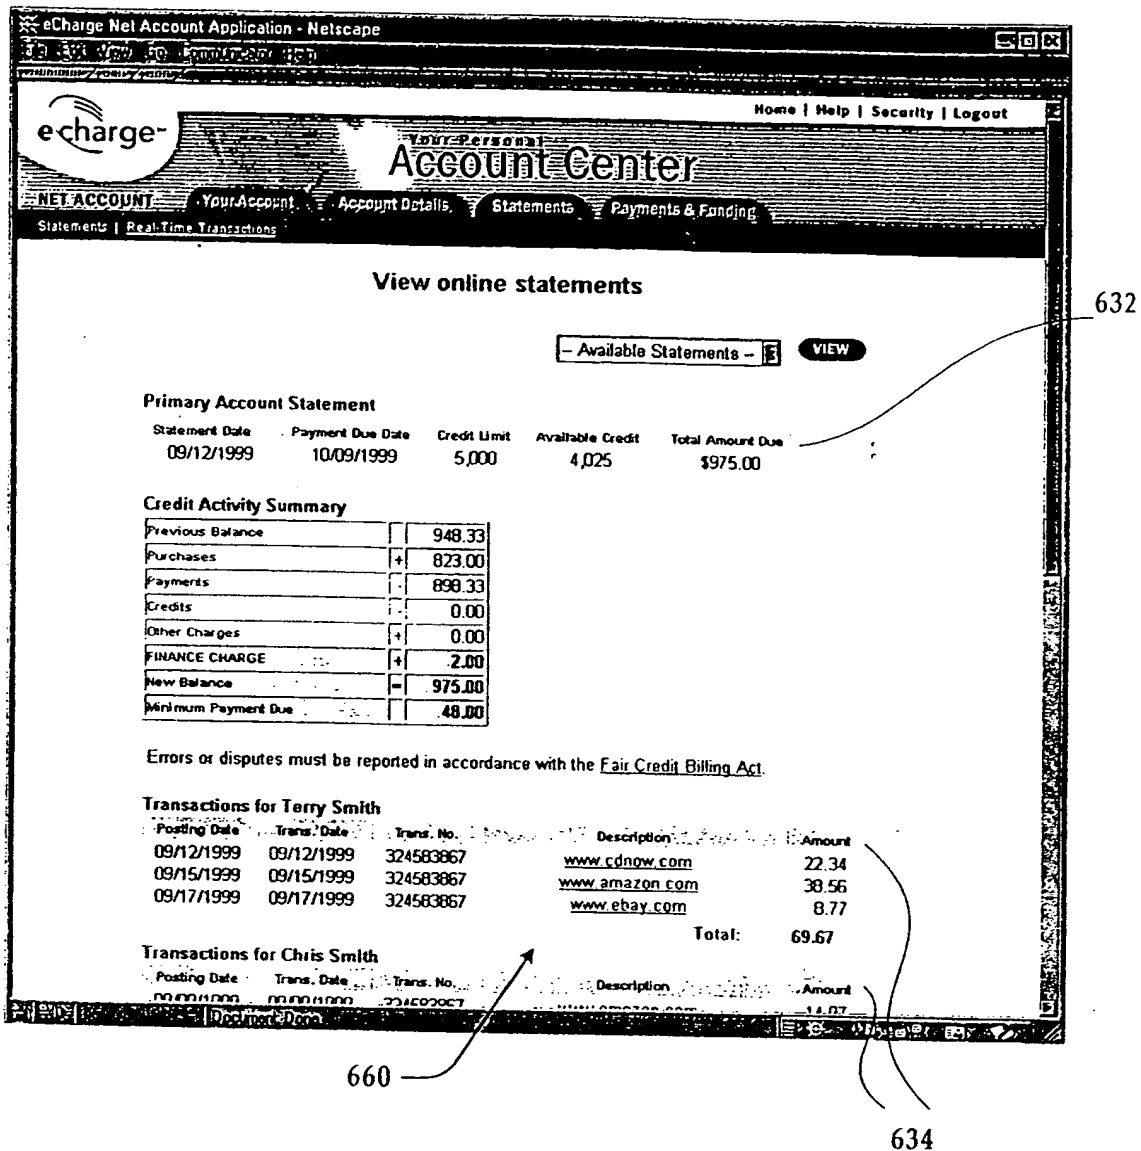 eCharge Net Account Application - Netscape
Home | Help | Security | Logout
echarge
Your Personal
Account Center
NET ACCOUNT
Your Account
Account Details
Statements
Payments & Funding
Statements | Real-Time Transactions
View online statements
632
– Available Statements –
VIEW
Primary Account Statement
Statement Date Payment Due Date Credit Limit Available Credit Total Amount Due
09/12/1999 10/09/1999 5,000 4,025 $975.00
Credit Activity Summary
Previous Balance 948.33
Purchases + 823.00
Payments - 898.33
Credits - 0.00
Other Charges + 0.00
FINANCE CHARGE + 2.00
New Balance = 975.00
Minimum Payment Due 48.00
Errors or disputes must be reported in accordance with the Fair Credit Billing Act.
Transactions for Terry Smith
Posting Date Trans. Date Trans. No. Description Amount
09/12/1999 09/12/1999 324583867 www.cdnow.com 22.34
09/15/1999 09/15/1999 324583867 www.amazon.com 38.56
09/17/1999 09/17/1999 324583867 www.ebay.com 8.77
Total: 69.67
Transactions for Chris Smith
Posting Date Trans. Date Trans. No. Description Amount
Document: Done
660
634